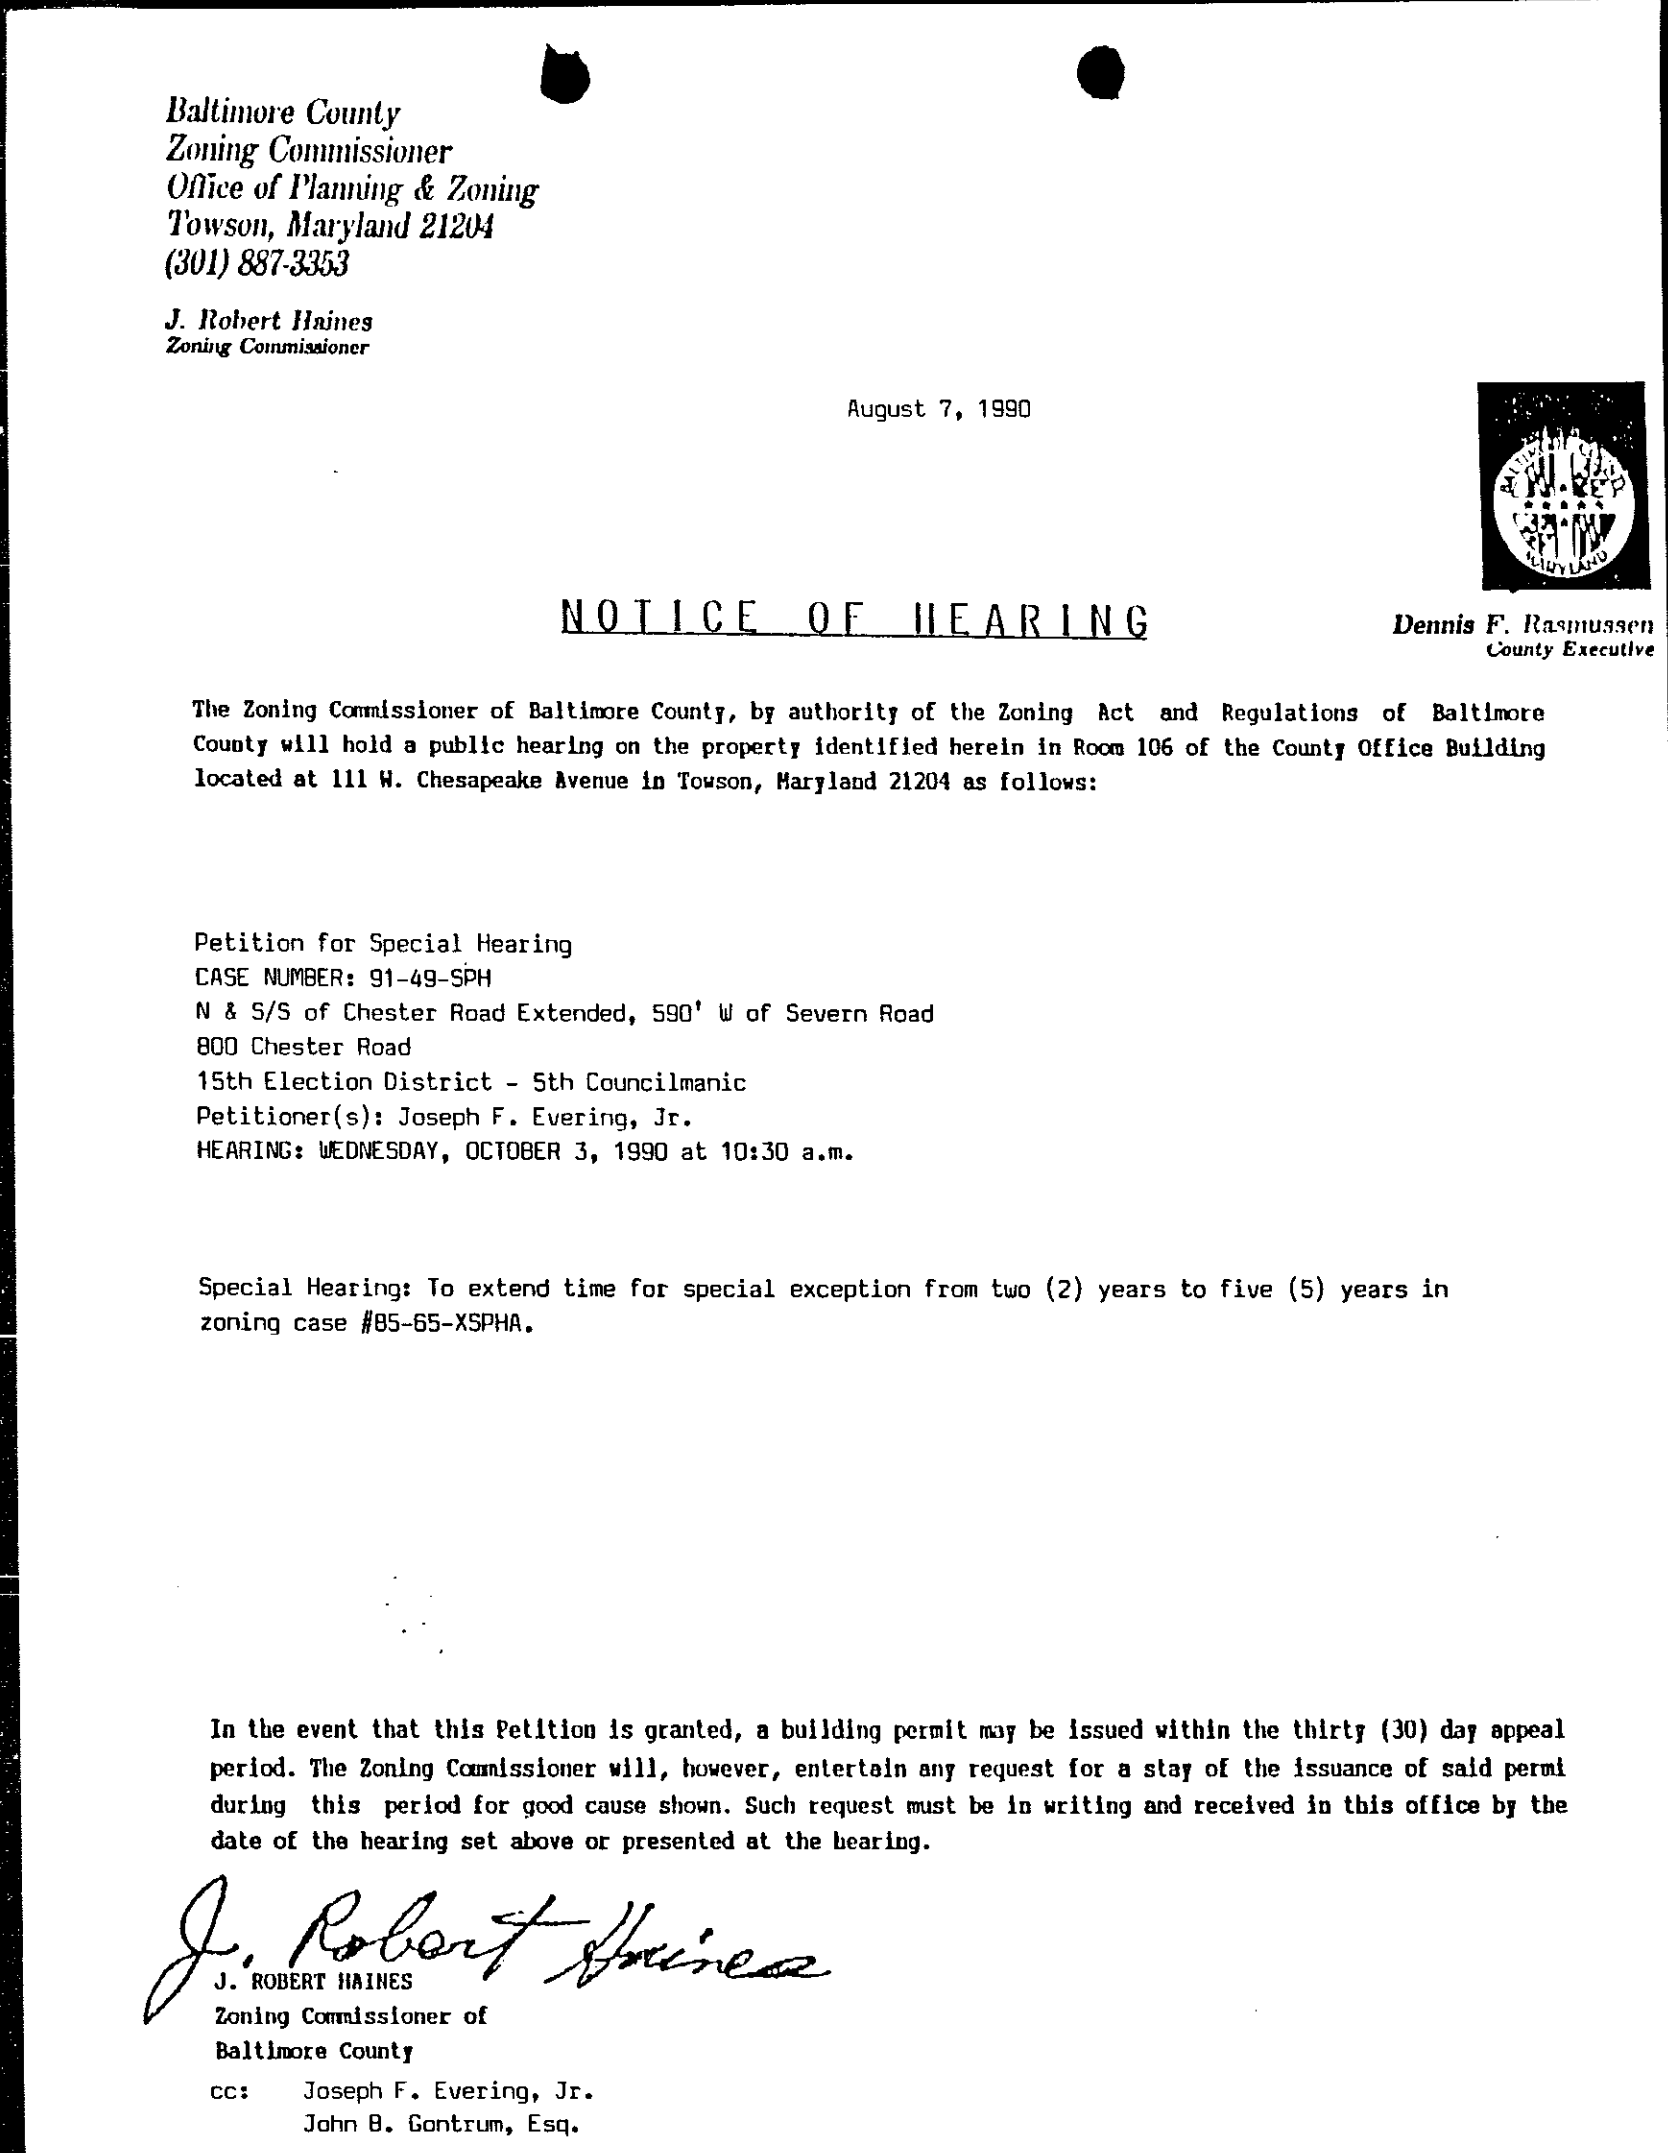 Baltimore County
Zoning Commissioner
Office of Planning & Zoning
Towson, Maryland 21204
(301) 887-3353
J. Robert Haines
Zoning Commissioner
August 7, 1990
BALTIMORE COUNTY
MARYLAND
NOTICE OF HEARING
Dennis F. Rasmussen
County Executive
The Zoning Commissioner of Baltimore County, by authority of the Zoning Act and Regulations of Baltimore
County will hold a public hearing on the property identified herein in Room 106 of the County Office Building
located at 111 W. Chesapeake Avenue in Towson, Maryland 21204 as follows:
Petition for Special Hearing
CASE NUMBER: 91-49-SPH
N & S/S of Chester Road Extended, 590' W of Severn Road
800 Chester Road
15th Election District - 5th Councilmanic
Petitioner(s): Joseph F. Evering, Jr.
HEARING: WEDNESDAY, OCTOBER 3, 1990 at 10:30 a.m.
Special Hearing: To extend time for special exception from two (2) years to five (5) years in
zoning case #85-65-XSPHA.
In the event that this Petition is granted, a building permit may be issued within the thirty (30) day appeal
period. The Zoning Commissioner will, however, entertain any request for a stay of the issuance of said permi
during this period for good cause shown. Such request must be in writing and received in this office by the
date of the hearing set above or presented at the hearing.
J. Robert Haines
J. ROBERT HAINES
Zoning Commissioner of
Baltimore County
cc: Joseph F. Evering, Jr.
John B. Gontrum, Esq.